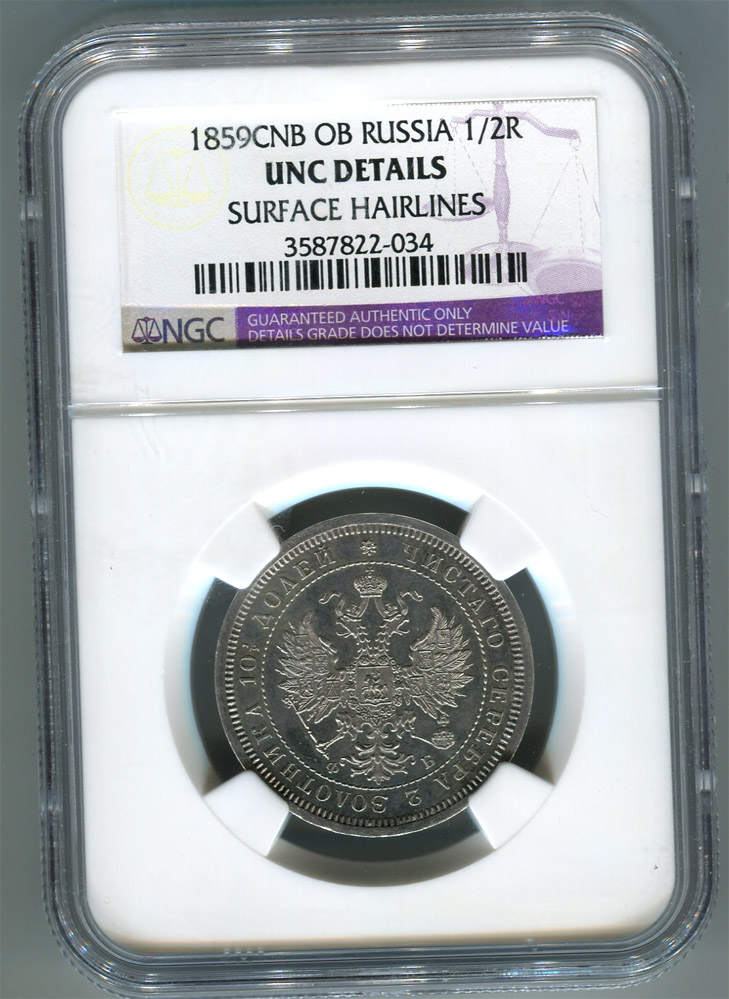 1859CNB OB RUSSIA 1/2R
UNC DETAILS
SURFACE HAIRLINES
3587822-034
NGC
GUARANTEED AUTHENTIC ONLY
DETAILS GRADE DOES NOT DETERMINE VALUE
ЧИСТАГО СЕРЕБРА 2 ЗОЛОТНИКА 10½ ДОЛЕЙ
Ф Б